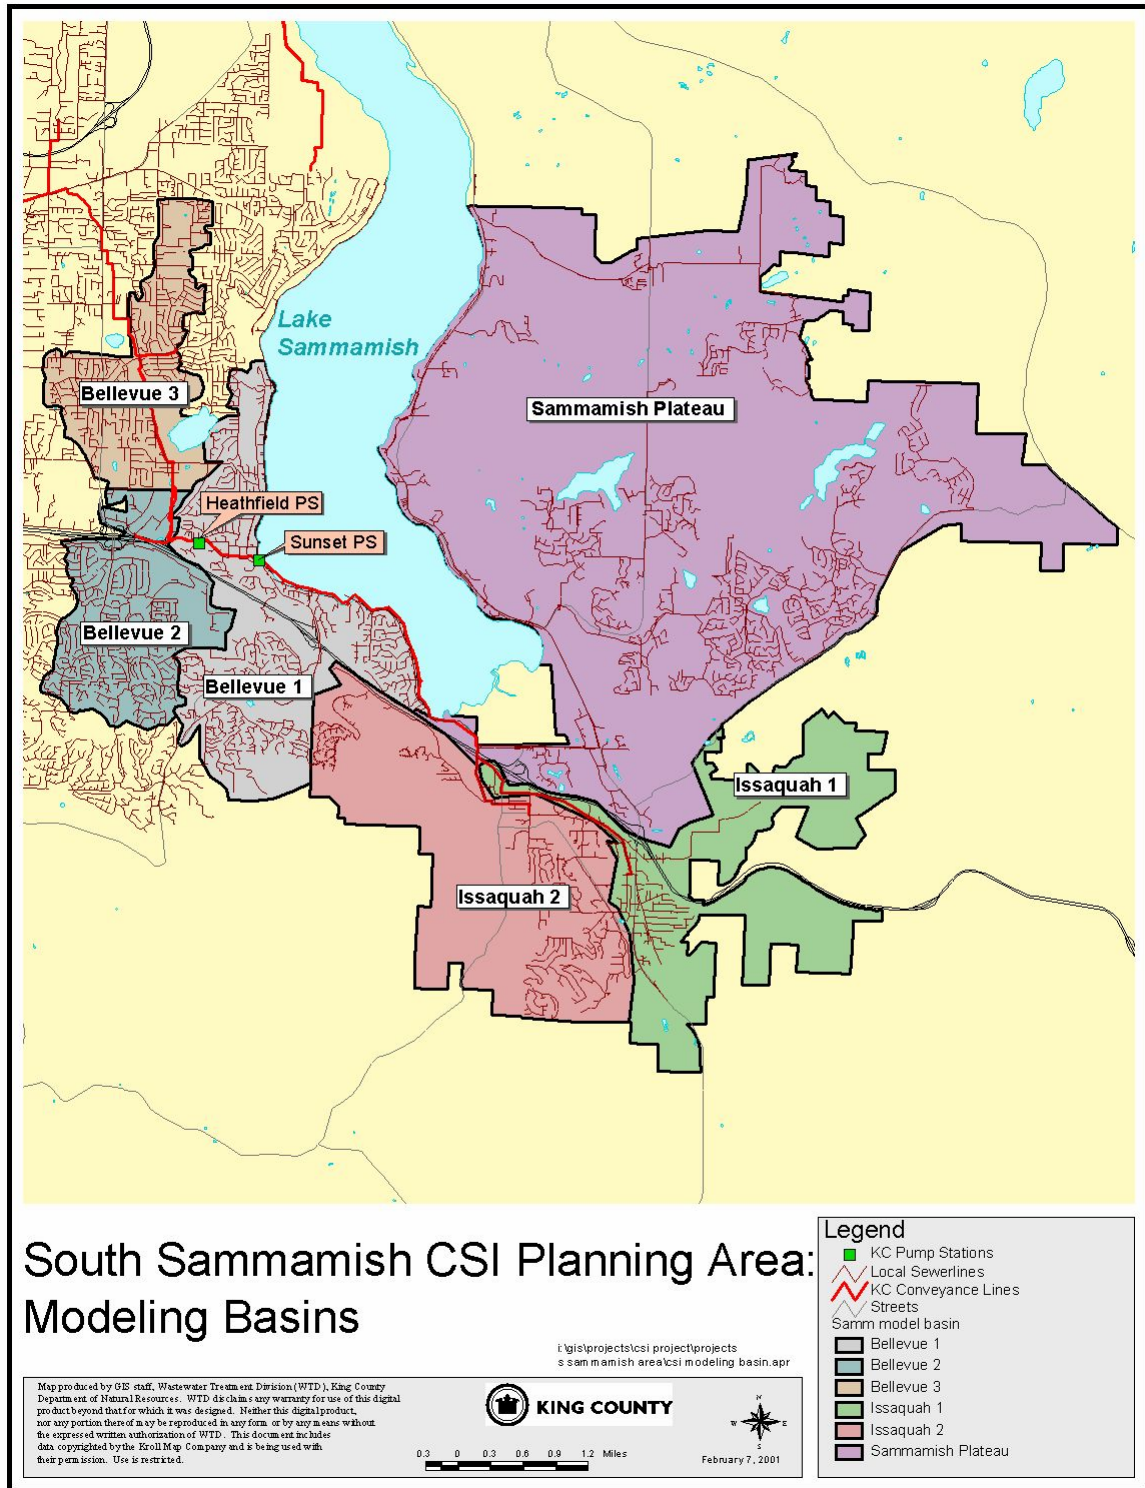 Lake
Sammamish
Bellevue 3
Sammamish Plateau
Heathfield PS
Sunset PS
Bellevue 2
Bellevue 1
Issaquah 1
Issaquah 2
South Sammamish CSI Planning Area:
Modeling Basins
i:\gis\projects\csi project\projects
s sammamish area\csi modeling basin.apr
Map produced by GIS staff, Wastewater Treatment Division (WTD), King County
Department of Natural Resources. WTD disclaims any warranty for use of this digital
product beyond that for which it was designed. Neither this digital product,
nor any portion thereof may be reproduced in any form or by any means without
the expressed written authorization of WTD. This document includes
data copyrighted by the Kroll Map Company and is being used with
their permission. Use is restricted.
KING COUNTY
0.3 0 0.3 0.6 0.9 1.2 Miles
N
W E
S
February 7, 2001
Legend
KC Pump Stations
Local Sewerlines
KC Conveyance Lines
Streets
Samm model basin
Bellevue 1
Bellevue 2
Bellevue 3
Issaquah 1
Issaquah 2
Sammamish Plateau